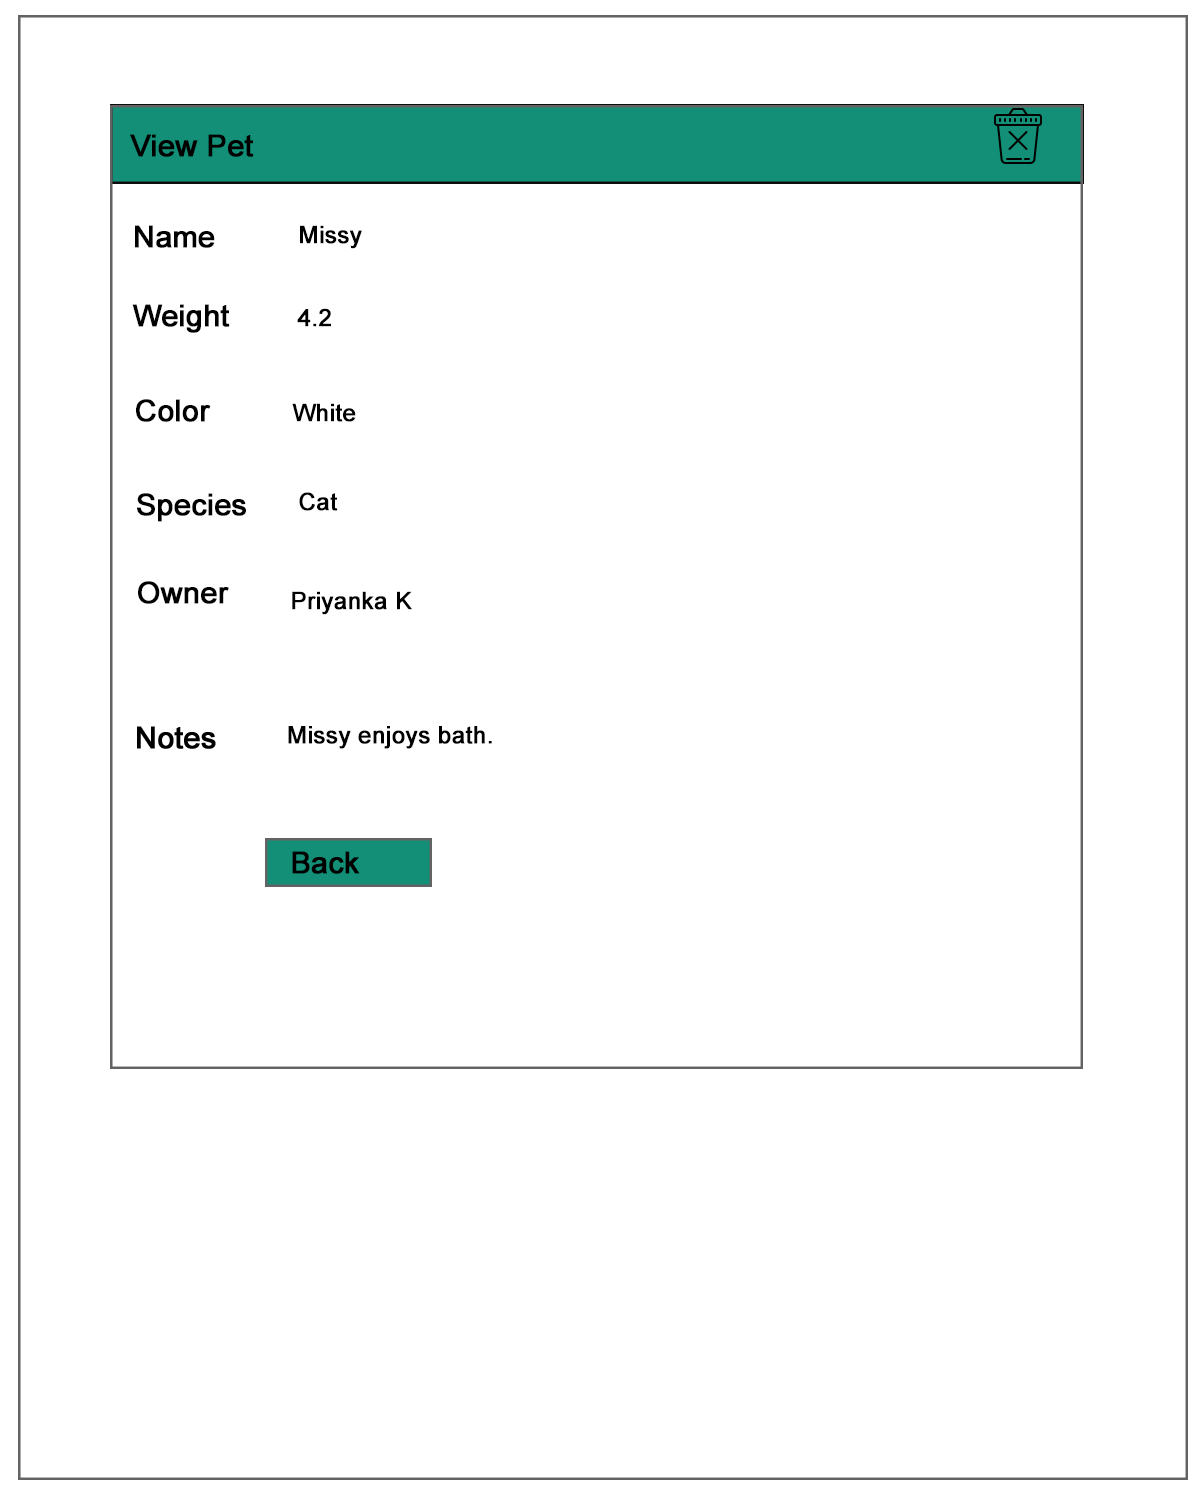 View Pet
Name Missy
Weight 4.2
Color White
Species Cat
Owner Priyanka K
Notes Missy enjoys bath.
Back